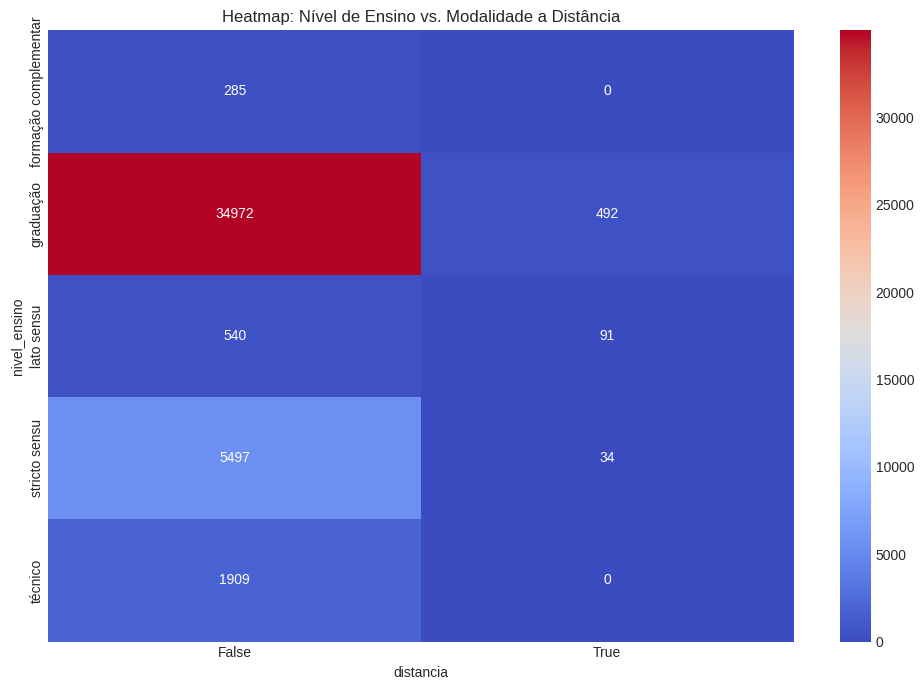 Heatmap: Nível de Ensino vs. Modalidade a Distância
nivel_ensino
formação complementar
285
0
graduação
34972
492
lato sensu
540
91
stricto sensu
5497
34
técnico
1909
0
False
True
distancia
30000
25000
20000
15000
10000
5000
0